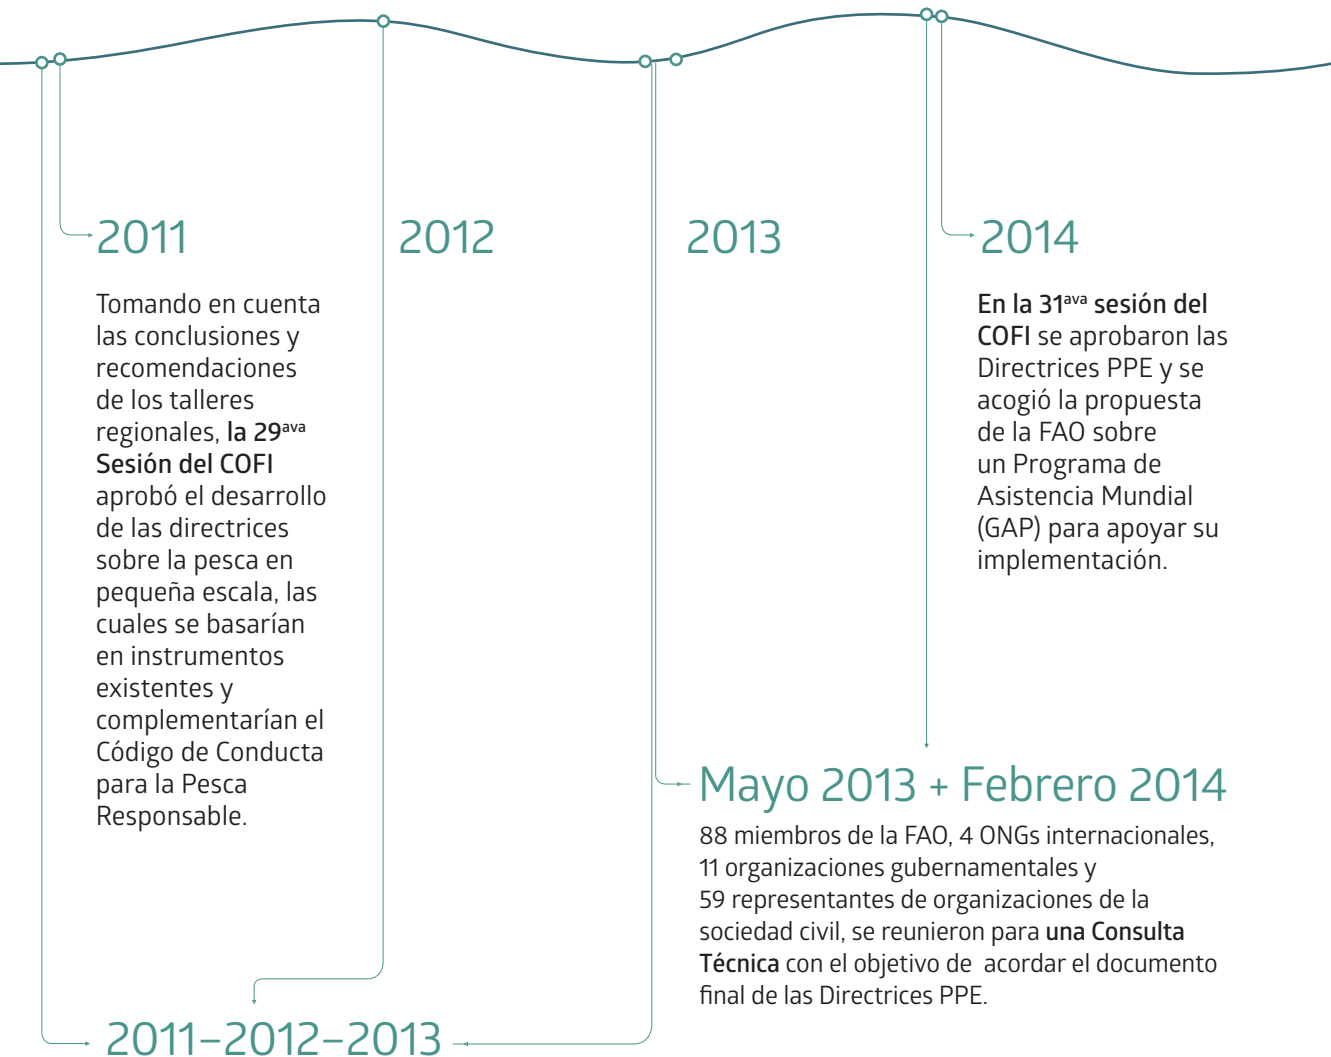 2011
Tomando en cuenta
las conclusiones y
recomendaciones
de los talleres
regionales, la 29ava
Sesión del COFI
aprobó el desarrollo
de las directrices
sobre la pesca en
pequeña escala, las
cuales se basarían
en instrumentos
existentes y
complementarían el
Código de Conducta
para la Pesca
Responsable.
2012
2013
2014
En la 31ava sesión del
COFI se aprobaron las
Directrices PPE y se
acogió la propuesta
de la FAO sobre
un Programa de
Asistencia Mundial
(GAP) para apoyar su
implementación.
Mayo 2013 + Febrero 2014
88 miembros de la FAO, 4 ONGs internacionales,
11 organizaciones gubernamentales y
59 representantes de organizaciones de la
sociedad civil, se reunieron para una Consulta
Técnica con el objetivo de acordar el documento
final de las Directrices PPE.
2011–2012–2013